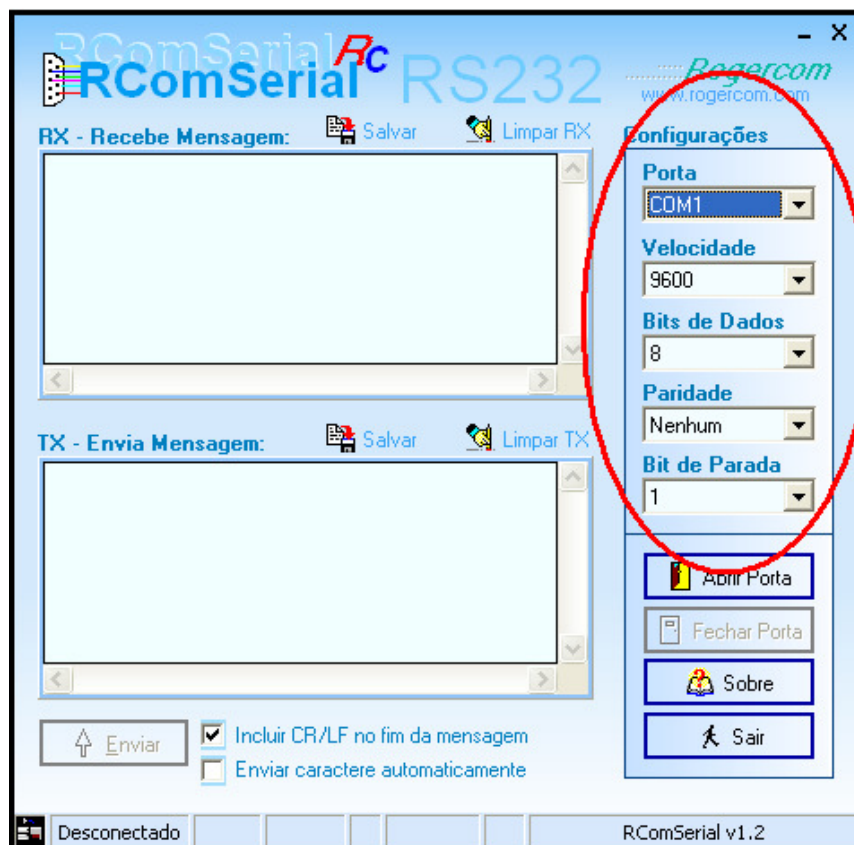 RComSerial
RComSerial RC RS232
Rogercom
www.rogercom.com
RX - Recebe Mensagem:
Salvar
Limpar RX
Configurações
Porta
COM1
Velocidade
9600
Bits de Dados
8
Paridade
Nenhum
Bit de Parada
1
TX - Envia Mensagem:
Salvar
Limpar TX
Abrir Porta
Fechar Porta
Sobre
Sair
Enviar
Incluir CR/LF no fim da mensagem
Enviar caractere automaticamente
Desconectado
RComSerial v1.2